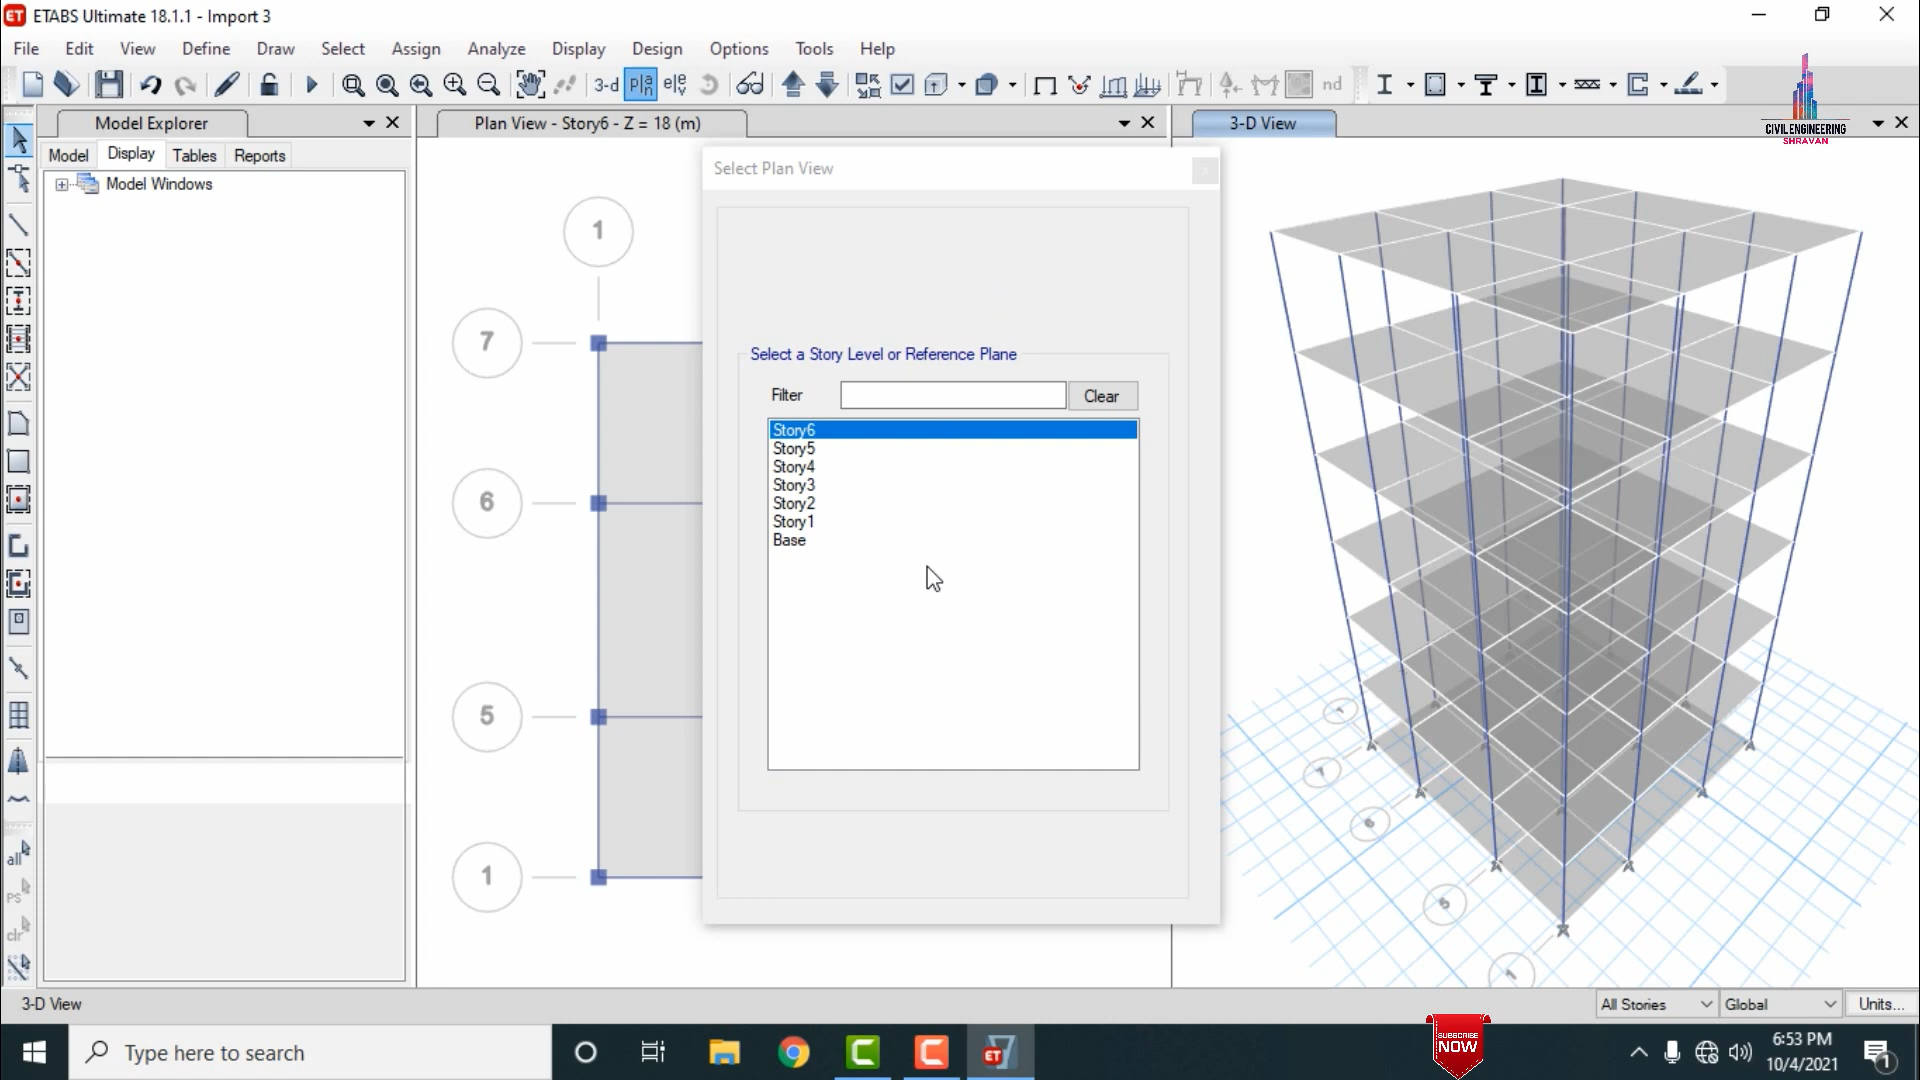 ETABS Ultimate 18.1.1 - Import 3
File Edit View Define Draw Select Assign Analyze Display Design Options Tools Help
3-d nd
CIVIL ENGINEERING
SHRAVAN
Model Explorer
Plan View - Story6 - Z = 18 (m)
3-D View
Model Display Tables Reports
Model Windows
Select Plan View
1
7
6
5
1
Select a Story Level or Reference Plane
Filter
Clear
Story6
Story5
Story4
Story3
Story2
Story1
Base
all
ps
clr
6
5
3-D View
All Stories
Global
Units...
Type here to search
SUBSCRIBE
NOW
ET
6:53 PM
10/4/2021
1